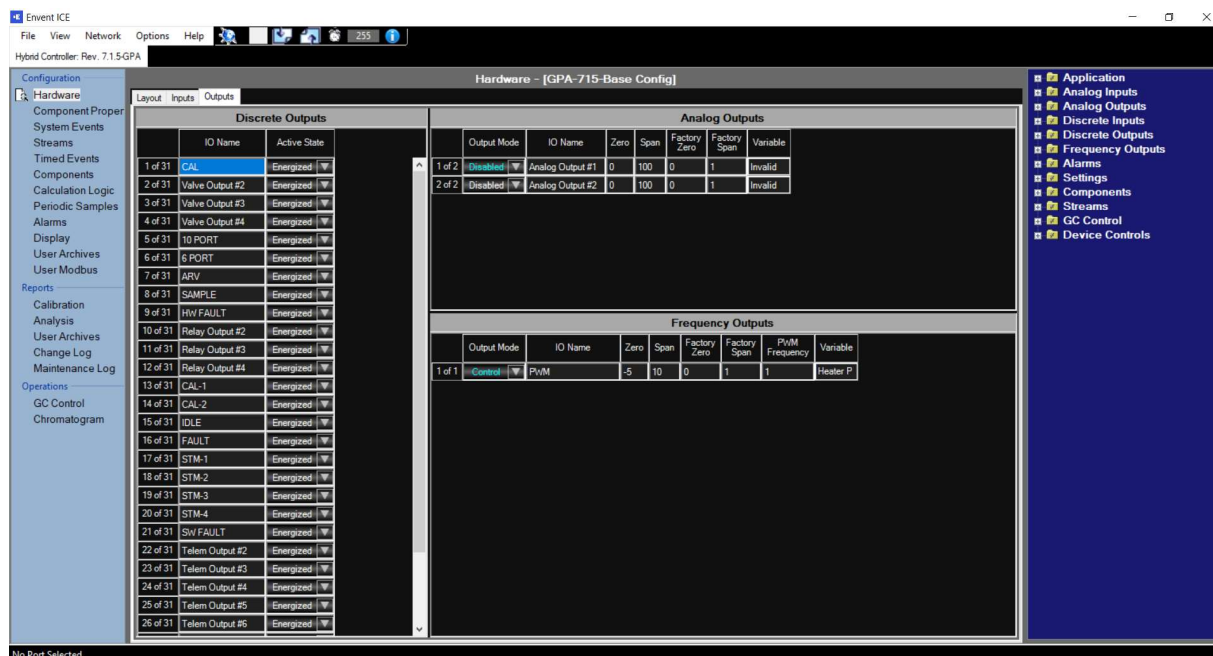 Envent ICE
File View Network Options Help 255
Hybrid Controller: Rev. 7.1.5-GPA
Configuration
Hardware
Component Proper
System Events
Streams
Timed Events
Components
Calculation Logic
Periodic Samples
Alarms
Display
User Archives
User Modbus
Reports
Calibration
Analysis
User Archives
Change Log
Maintenance Log
Operations
GC Control
Chromatogram
Hardware - [GPA-715-Base Config]
Layout Inputs Outputs
Discrete Outputs
IO Name Active State
1 of 31 CAL Energized
2 of 31 Valve Output #2 Energized
3 of 31 Valve Output #3 Energized
4 of 31 Valve Output #4 Energized
5 of 31 10 PORT Energized
6 of 31 6 PORT Energized
7 of 31 ARV Energized
8 of 31 SAMPLE Energized
9 of 31 HW FAULT Energized
10 of 31 Relay Output #2 Energized
11 of 31 Relay Output #3 Energized
12 of 31 Relay Output #4 Energized
13 of 31 CAL-1 Energized
14 of 31 CAL-2 Energized
15 of 31 IDLE Energized
16 of 31 FAULT Energized
17 of 31 STM-1 Energized
18 of 31 STM-2 Energized
19 of 31 STM-3 Energized
20 of 31 STM-4 Energized
21 of 31 SW FAULT Energized
22 of 31 Telem Output #2 Energized
23 of 31 Telem Output #3 Energized
24 of 31 Telem Output #4 Energized
25 of 31 Telem Output #5 Energized
26 of 31 Telem Output #6 Energized
Analog Outputs
Output Mode IO Name Zero Span Factory Zero Factory Span Variable
1 of 2 Disabled Analog Output #1 0 100 0 1 Invalid
2 of 2 Disabled Analog Output #2 0 100 0 1 Invalid
Frequency Outputs
Output Mode IO Name Zero Span Factory Zero Factory Span PWM Frequency Variable
1 of 1 Control PWM -5 10 0 1 1 Heater P
Application
Analog Inputs
Analog Outputs
Discrete Inputs
Discrete Outputs
Frequency Outputs
Alarms
Settings
Components
Streams
GC Control
Device Controls
No Port Selected